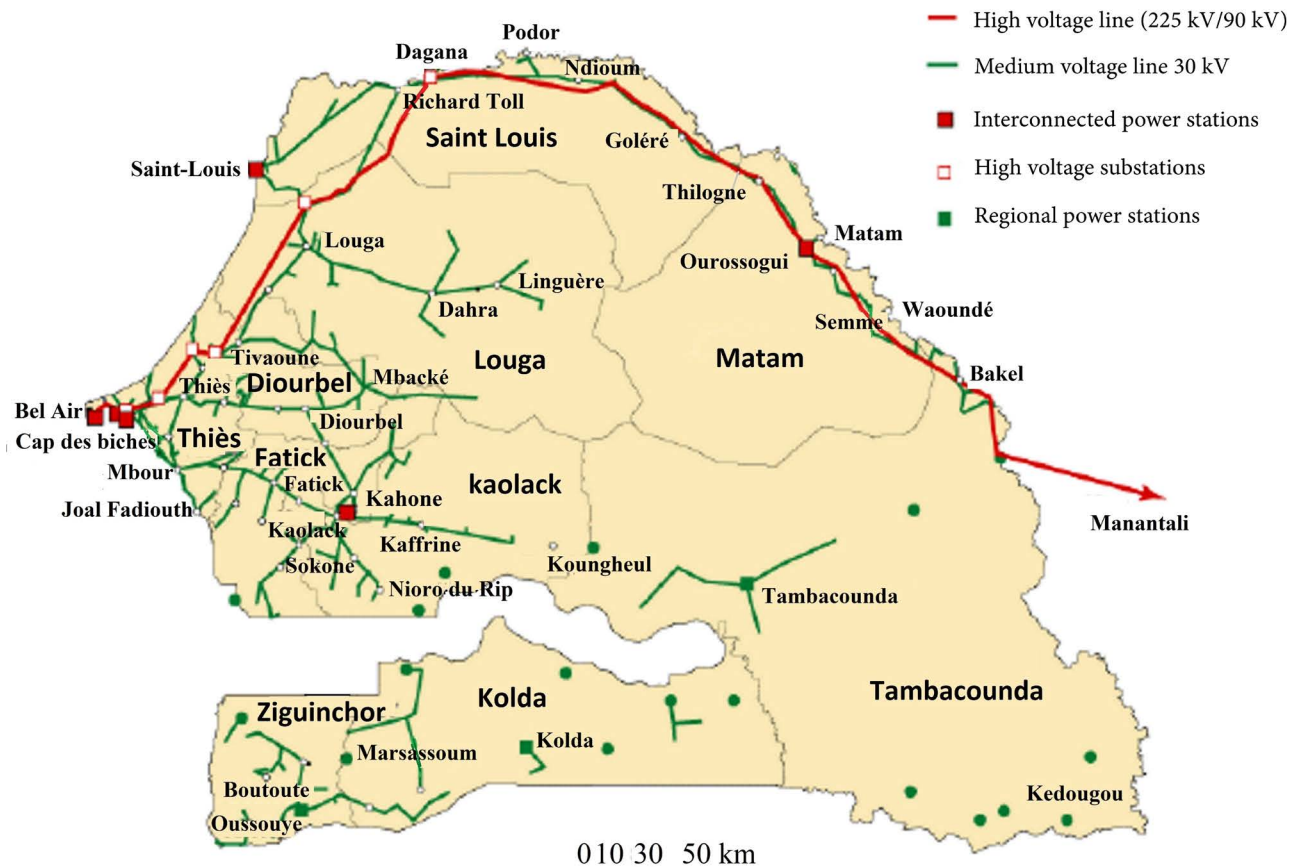 High voltage line (225 kV/90 kV)
Medium voltage line 30 kV
Interconnected power stations
High voltage substations
Regional power stations
Podor
Dagana
Ndioum
Richard Toll
Saint Louis
Goléré
Saint-Louis
Thilogne
Matam
Louga
Ourossogui
Linguère
Dahra
Waoundé
Semme
Tivaoune
Louga
Matam
Bakel
Thiès
Diourbel
Mbacké
Bel Air
Diourbel
Cap des biches
Thiès
Fatick
Mbour
Fatick
kaolack
Kahone
Joal Fadiouth
Manantali
Kaolack
Kaffrine
Sokone
Koungheul
Nioro du Rip
Tambacounda
Tambacounda
Kolda
Ziguinchor
Kolda
Marsassoum
Boutoute
Kedougou
Oussouye
0 10 30 50 km